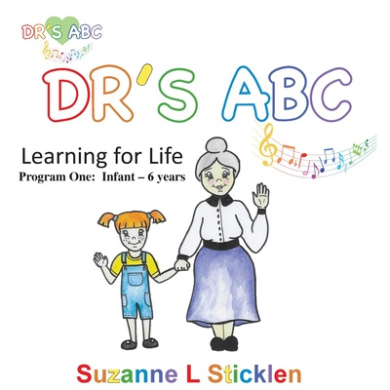 DR'S ABC
DR'S ABC
Learning for Life
Program One: Infant – 6 years
Suzanne L Sticklen